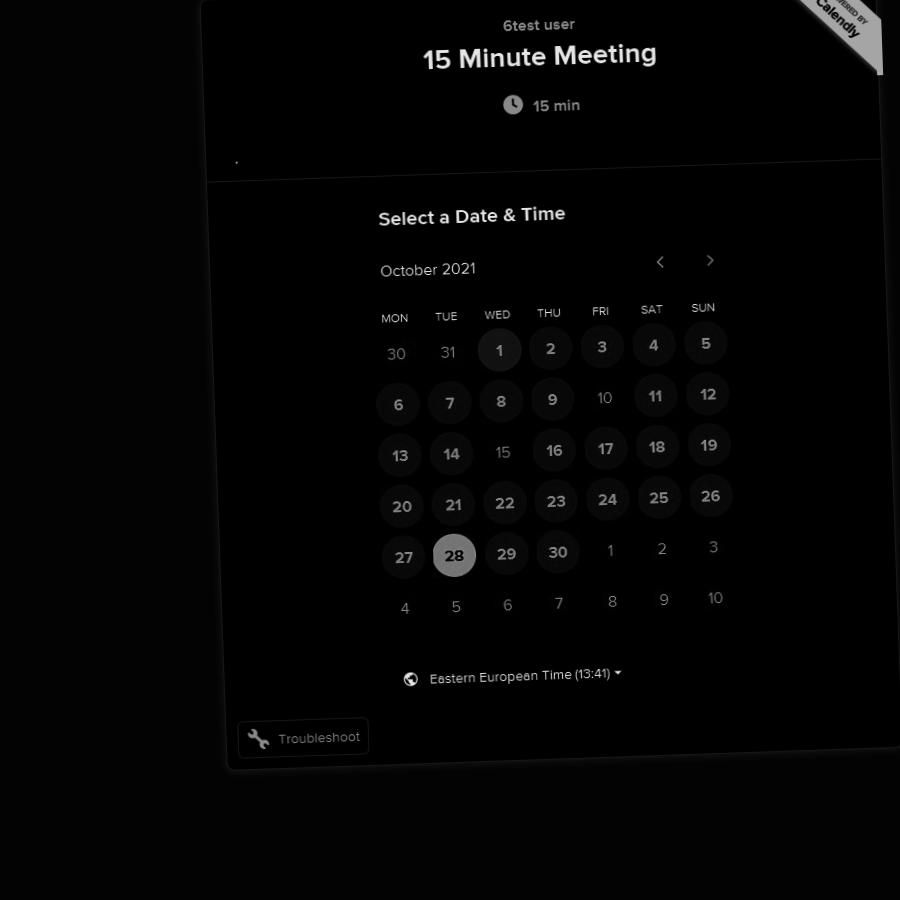 6test user
15 Minute Meeting
15 min
POWERED BY
Calendly
.
Select a Date & Time
October 2021
MON TUE WED THU FRI SAT SUN
30 31 1 2 3 4 5
6 7 8 9 10 11 12
13 14 15 16 17 18 19
20 21 22 23 24 25 26
27 28 29 30 1 2 3
4 5 6 7 8 9 10
Eastern European Time (13:41)
Troubleshoot